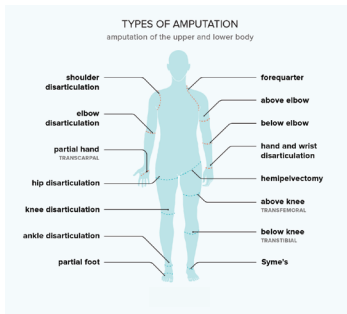 TYPES OF AMPUTATION
amputation of the upper and lower body
shoulder
disarticulation
elbow
disarticulation
partial hand
TRANSCARPAL
hip disarticulation
knee disarticulation
ankle disarticulation
partial foot
forequarter
above elbow
below elbow
hand and wrist
disarticulation
hemipelvectomy
above knee
TRANSFEMORAL
below knee
TRANSTIBIAL
Syme's